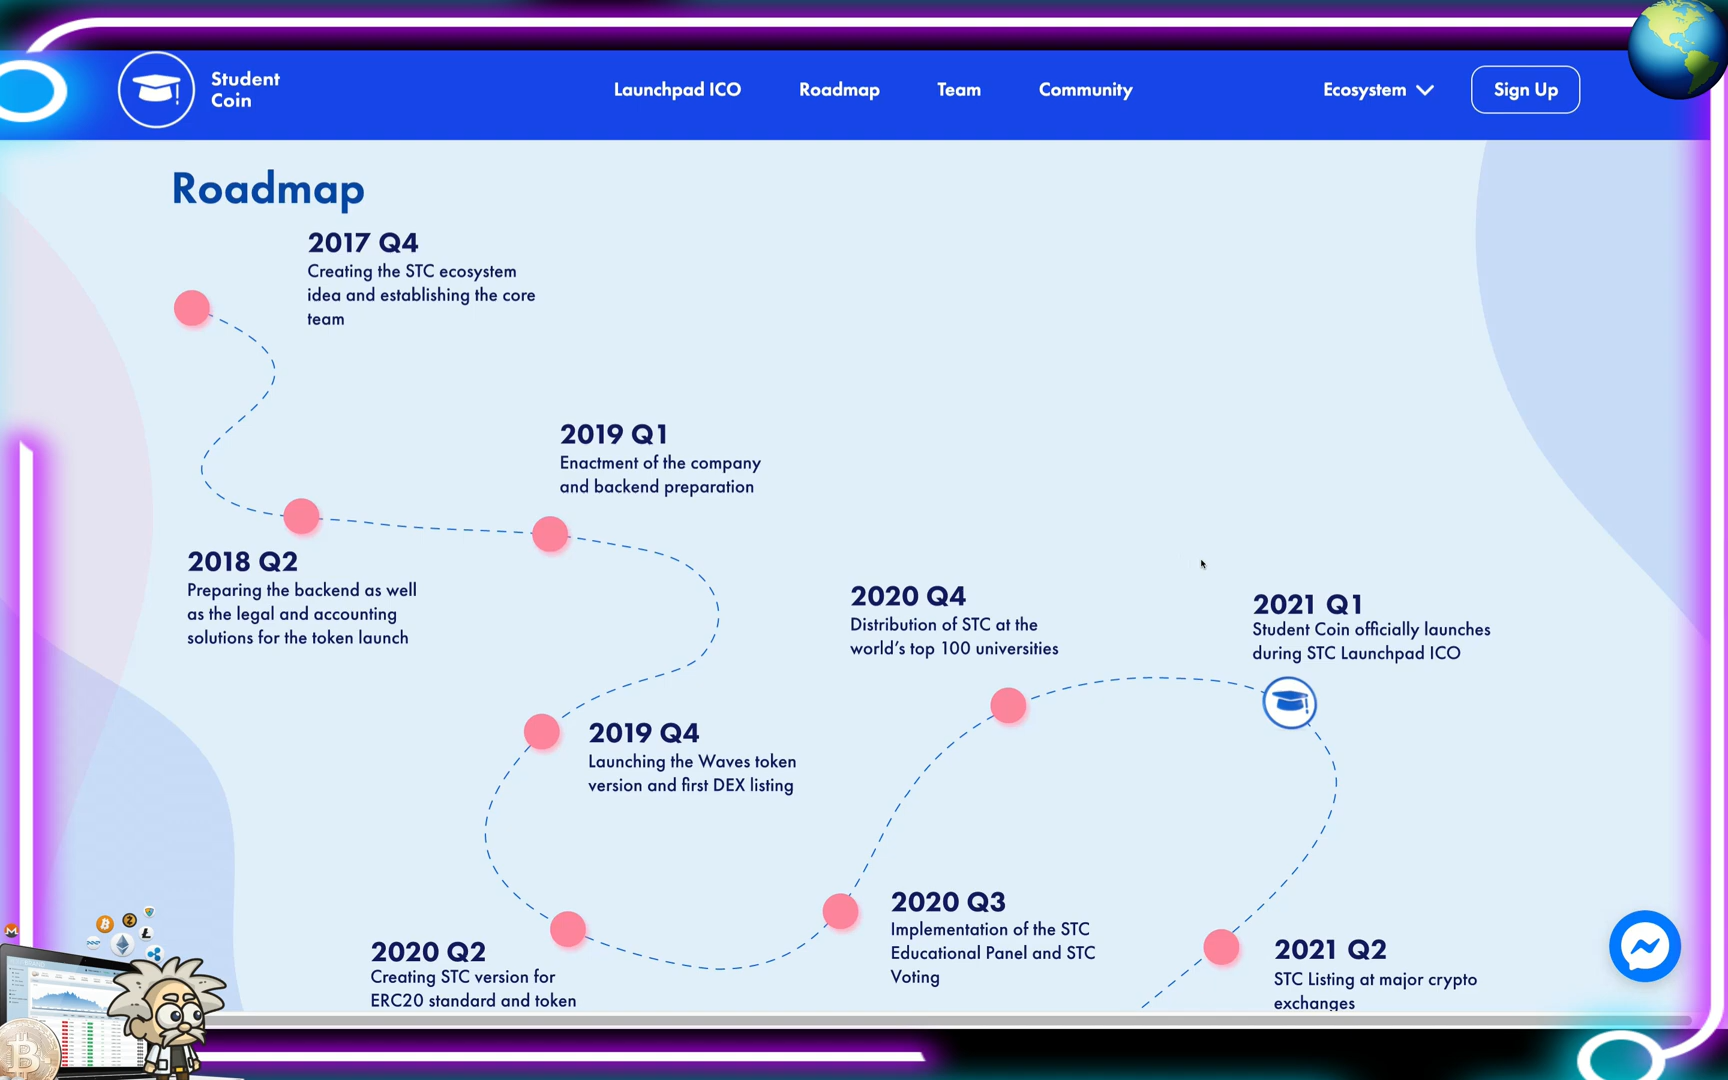 Student
Coin
Launchpad ICO
Roadmap
Team
Community
Ecosystem
Sign Up
Roadmap
2017 Q4
Creating the STC ecosystem
idea and establishing the core
team
2019 Q1
Enactment of the company
and backend preparation
2018 Q2
Preparing the backend as well
as the legal and accounting
solutions for the token launch
2020 Q4
Distribution of STC at the
world's top 100 universities
2021 Q1
Student Coin officially launches
during STC Launchpad ICO
2019 Q4
Launching the Waves token
version and first DEX listing
2020 Q3
Implementation of the STC
Educational Panel and STC
Voting
2020 Q2
Creating STC version for
ERC20 standard and token
2021 Q2
STC Listing at major crypto
exchanges